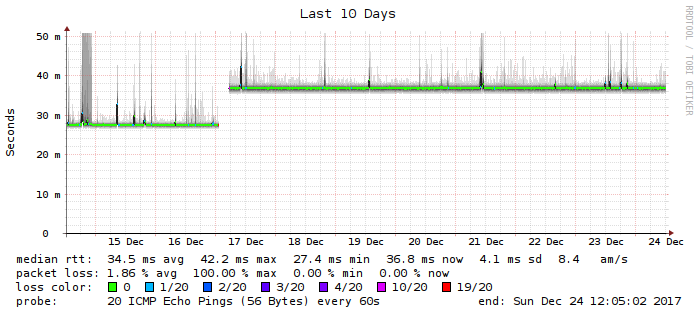 Last 10 Days
RRDTOOL / TOBI OETIKER
Seconds
50 m
40 m
30 m
20 m
10 m
0
15 Dec 16 Dec 17 Dec 18 Dec 19 Dec 20 Dec 21 Dec 22 Dec 23 Dec 24 Dec
median rtt: 34.5 ms avg 42.2 ms max 27.4 ms min 36.8 ms now 4.1 ms sd 8.4 am/s
packet loss: 1.86 % avg 100.00 % max 0.00 % min 0.00 % now
loss color: 0 1/20 2/20 3/20 4/20 10/20 19/20
probe: 20 ICMP Echo Pings (56 Bytes) every 60s end: Sun Dec 24 12:05:02 2017